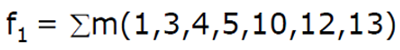 f₁ = ∑m(1,3,4,5,10,12,13)